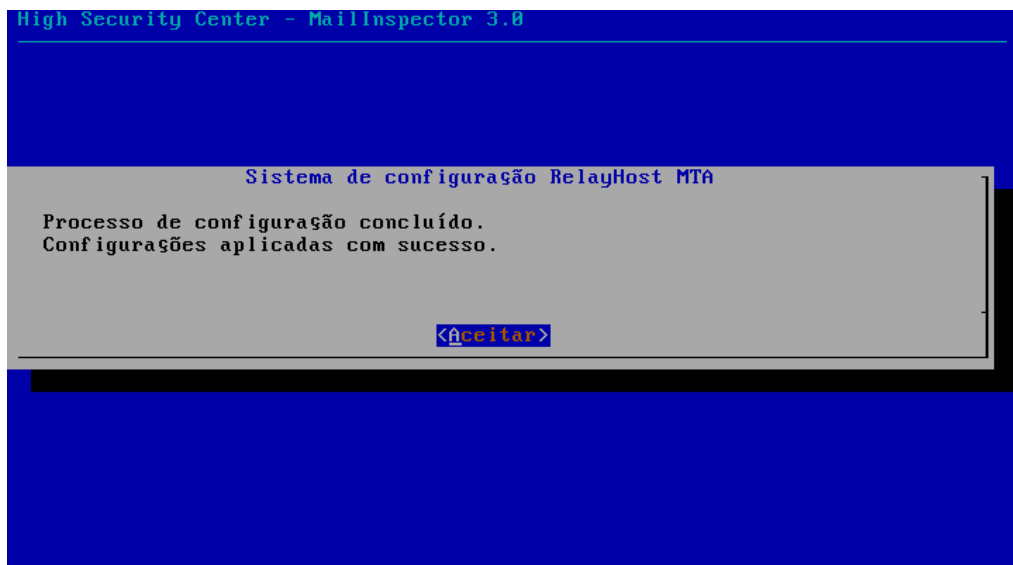 High Security Center - MailInspector 3.0
Sistema de configuração RelayHost MTA
Processo de configuração concluído.
Configurações aplicadas com sucesso.
<Aceitar>